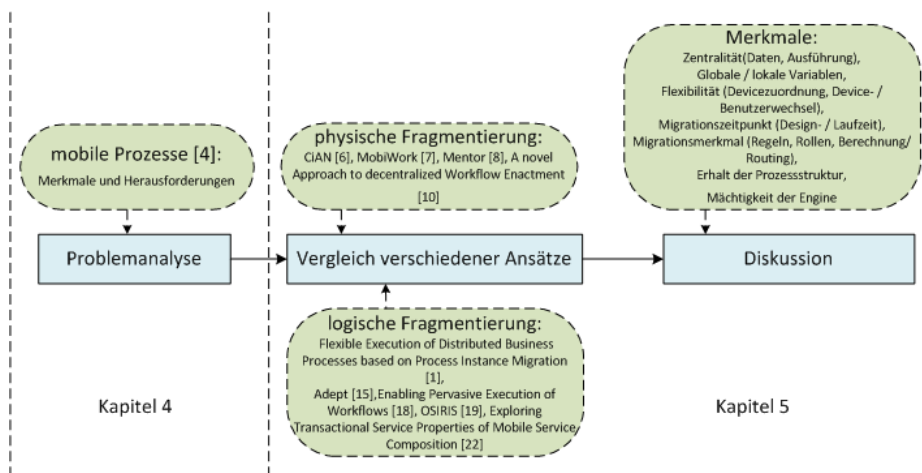 Merkmale:
Zentralität(Daten, Ausführung),
Globale / lokale Variablen,
Flexibilität (Devicezuordnung, Device- /
Benutzerwechsel),
Migrationszeitpunkt (Design- / Laufzeit),
Migrationsmerkmal (Regeln, Rollen, Berechnung/
Routing),
Erhalt der Prozessstruktur,
Mächtigkeit der Engine
physische Fragmentierung:
CiAN [6], MobiWork [7], Mentor [8], A novel
Approach to decentralized Workflow Enactment
[10]
mobile Prozesse [4]:
Merkmale und Herausforderungen
Problemanalyse
Vergleich verschiedener Ansätze
Diskussion
logische Fragmentierung:
Flexible Execution of Distributed Business
Processes based on Process Instance Migration
[1],
Adept [15],Enabling Pervasive Execution of
Workflows [18], OSIRIS [19], Exploring
Transactional Service Properties of Mobile Service
Composition [22]
Kapitel 4
Kapitel 5